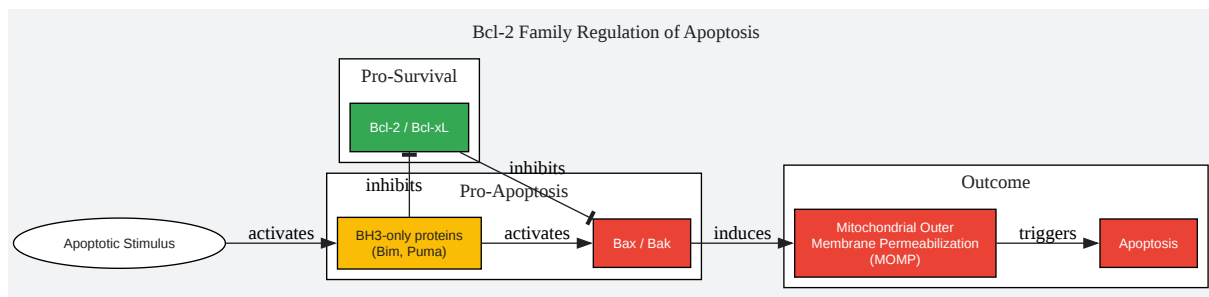 Bcl-2 Family Regulation of Apoptosis
Pro-Survival
Bcl-2 / Bcl-xL
inhibits
inhibits
Pro-Apoptosis
Outcome
Apoptotic Stimulus
activates
BH3-only proteins
(Bim, Puma)
activates
Bax / Bak
induces
Mitochondrial Outer
Membrane Permeabilization
(MOMP)
triggers
Apoptosis